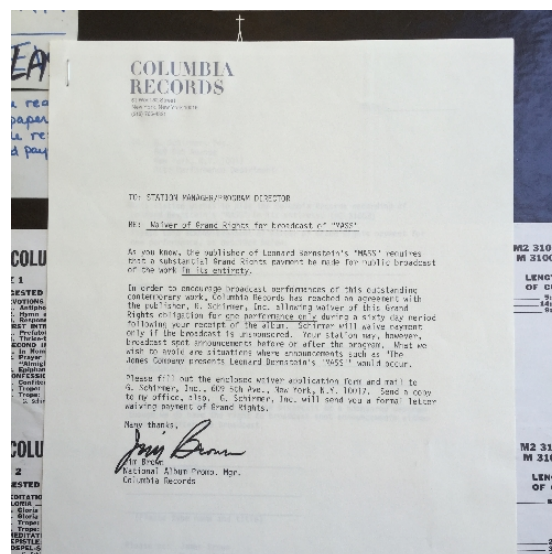 COLUMBIA
RECORDS
TO: STATION MANAGER/PROGRAM DIRECTOR
RE: Waiver of Grand Rights for broadcast of "MASS"
As you know, the publisher of Leonard Bernstein's "MASS" requires
that a substantial Grand Rights payment be made for public broadcast
of the work in its entirety.
In order to encourage broadcast performances of this outstanding
contemporary work, Columbia Records has reached an agreement with
the publisher, G. Schirmer, Inc. allowing waiver of this Grand
Rights obligation for one performance only during a sixty day period
following your receipt of the album. Schirmer will waive payment
only if the broadcast is unsponsored. Your station may, however,
broadcast spot announcements before or after the program. What we
wish to avoid are situations where announcements such as "The
Jones Company presents Leonard Bernstein's "MASS"" would occur.
Please fill out the enclosed waiver application form and mail to
G. Schirmer, Inc., 609 5th Ave., New York, N.Y. 10017. Send a copy
to my office, also. G. Schirmer, Inc. will send you a formal letter
waiving payment of Grand Rights.
Many thanks,
Jim Brown
Jim Brown
National Album Promo. Mgr.
Columbia Records
COLU
COLU
2
M2 310
M 3100
LENG
OF C
M2 31
M 310
LEN
OF